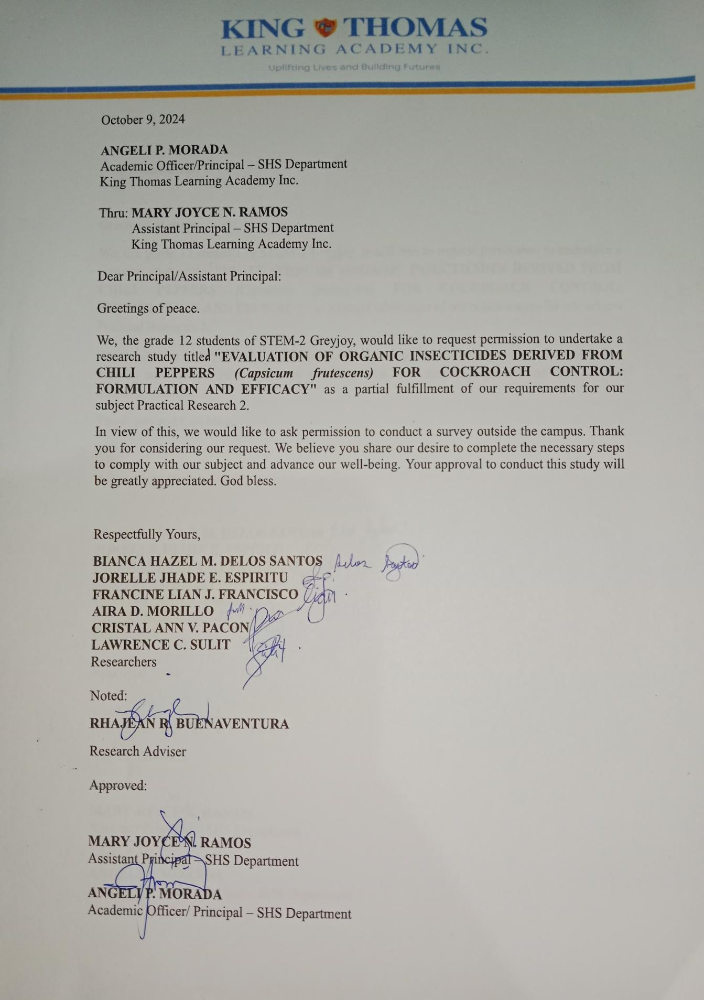 KING THOMAS
LEARNING ACADEMY INC.
Uplifting Lives and Building Futures
October 9, 2024
ANGELI P. MORADA
Academic Officer/Principal – SHS Department
King Thomas Learning Academy Inc.
Thru: MARY JOYCE N. RAMOS
Assistant Principal – SHS Department
King Thomas Learning Academy Inc.
Dear Principal/Assistant Principal:
Greetings of peace.
We, the grade 12 students of STEM-2 Greyjoy, would like to request permission to undertake a
research study titled "EVALUATION OF ORGANIC INSECTICIDES DERIVED FROM
CHILI PEPPERS (Capsicum frutescens) FOR COCKROACH CONTROL:
FORMULATION AND EFFICACY" as a partial fulfillment of our requirements for our
subject Practical Research 2.
In view of this, we would like to ask permission to conduct a survey outside the campus. Thank
you for considering our request. We believe you share our desire to complete the necessary steps
to comply with our subject and advance our well-being. Your approval to conduct this study will
be greatly appreciated. God bless.
Respectfully Yours,
BIANCA HAZEL M. DELOS SANTOS
JORELLE JHADE E. ESPIRITU
FRANCINE LIAN J. FRANCISCO
AIRA D. MORILLO
CRISTAL ANN V. PACON
LAWRENCE C. SULIT
Researchers
Noted:
RHAJEAN R. BUENAVENTURA
Research Adviser
Approved:
MARY JOYCE N. RAMOS
Assistant Principal – SHS Department
ANGELI P. MORADA
Academic Officer/ Principal – SHS Department